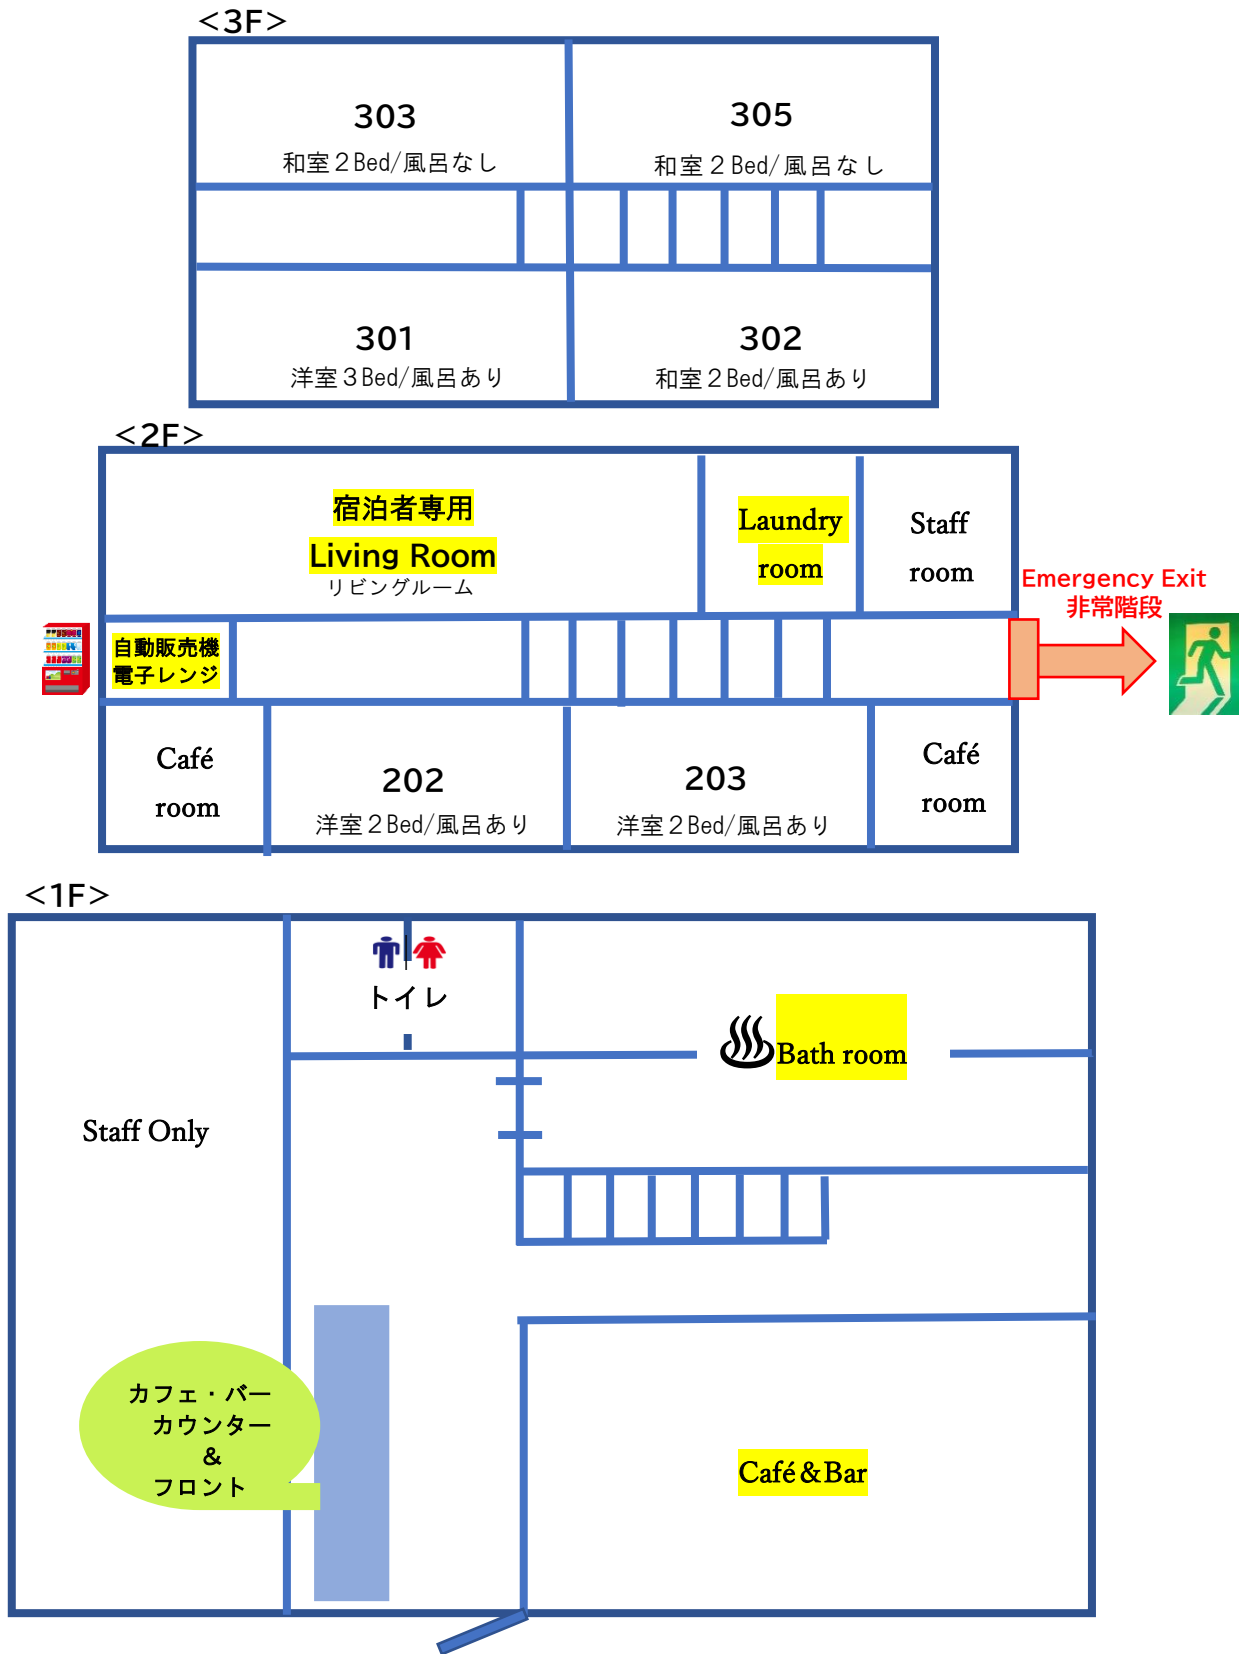 <3F>
303
和室２Bed/風呂なし
305
和室２Bed/風呂なし
301
洋室３Bed/風呂あり
302
和室２Bed/風呂あり
<2F>
宿泊者専用
Living Room
リビングルーム
Laundry
room
Staff
room
Emergency Exit
非常階段
自動販売機
電子レンジ
Café
room
202
洋室２Bed/風呂あり
203
洋室２Bed/風呂あり
Café
room
<1F>
トイレ
Bath room
Staff Only
カフェ・バー
カウンター
&
フロント
Café＆Bar